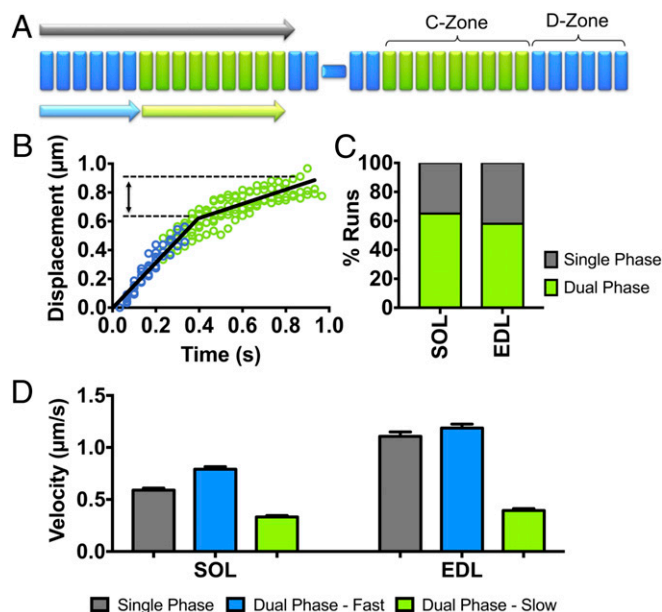 A
C-Zone
D-Zone
B
Displacement (µm)
1.0
0.8
0.6
0.4
0.2
0.0
0.0 0.2 0.4 0.6 0.8 1.0
Time (s)
C
% Runs
100
80
60
40
20
0
SOL
EDL
Single Phase
Dual Phase
D
Velocity (µm/s)
1.5
1.0
0.5
0.0
SOL
EDL
Single Phase Dual Phase - Fast Dual Phase - Slow